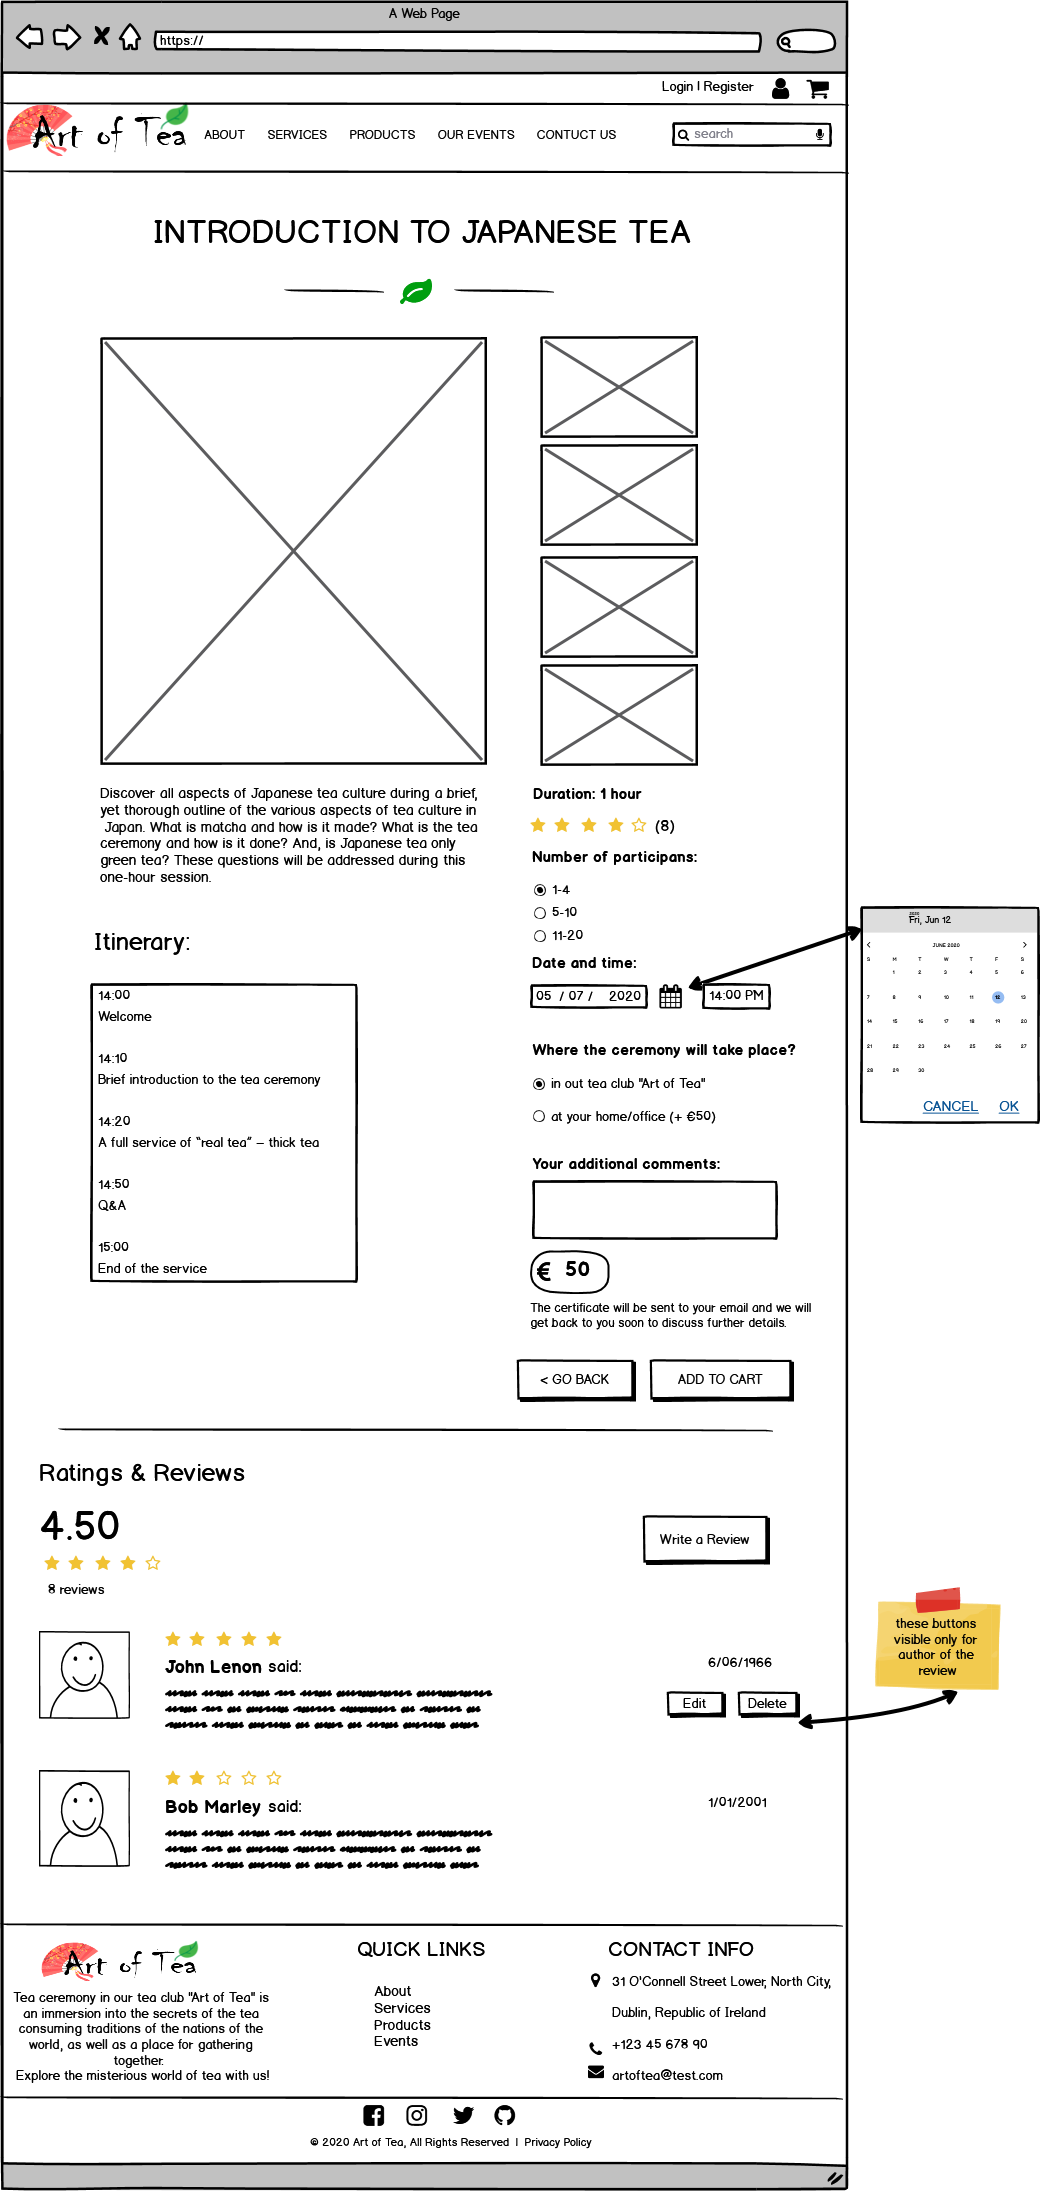 A Web Page
https://
Login | Register
Art of Tea
ABOUT SERVICES PRODUCTS OUR EVENTS CONTUCT US
search
INTRODUCTION TO JAPANESE TEA
Discover all aspects of Japanese tea culture during a brief,
yet thorough outline of the various aspects of tea culture in
Japan. What is matcha and how is it made? What is the tea
ceremony and how is it done? And, is Japanese tea only
green tea? These questions will be addressed during this
one-hour session.
Itinerary:
14:00
Welcome
14:10
Brief introduction to the tea ceremony
14:20
A full service of “real tea” – thick tea
14:50
Q&A
15:00
End of the service
Duration: 1 hour
(8)
Number of participans:
1-4
5-10
11-20
Date and time:
05 / 07 / 2020
14:00 PM
Where the ceremony will take place?
in out tea club "Art of Tea"
at your home/office (+ €50)
Your additional comments:
€ 50
The certificate will be sent to your email and we will
get back to you soon to discuss further details.
< GO BACK
ADD TO CART
2020
Fri, Jun 12
JUNE 2020
S M T W T F S
1 2 3 4 5 6
7 8 9 10 11 12 13
14 15 16 17 18 19 20
21 22 23 24 25 26 27
28 29 30
CANCEL OK
Ratings & Reviews
4.50
8 reviews
Write a Review
John Lenon said:
6/06/1966
Edit
Delete
these buttons
visible only for
author of the
review
Bob Marley said:
1/01/2001
Art of Tea
Tea ceremony in our tea club "Art of Tea" is
an immersion into the secrets of the tea
consuming traditions of the nations of the
world, as well as a place for gathering
together.
Explore the misterious world of tea with us!
QUICK LINKS
About
Services
Products
Events
CONTACT INFO
31 O'Connell Street Lower, North City,
Dublin, Republic of Ireland
+123 45 678 90
artoftea@test.com
© 2020 Art of Tea, All Rights Reserved | Privacy Policy